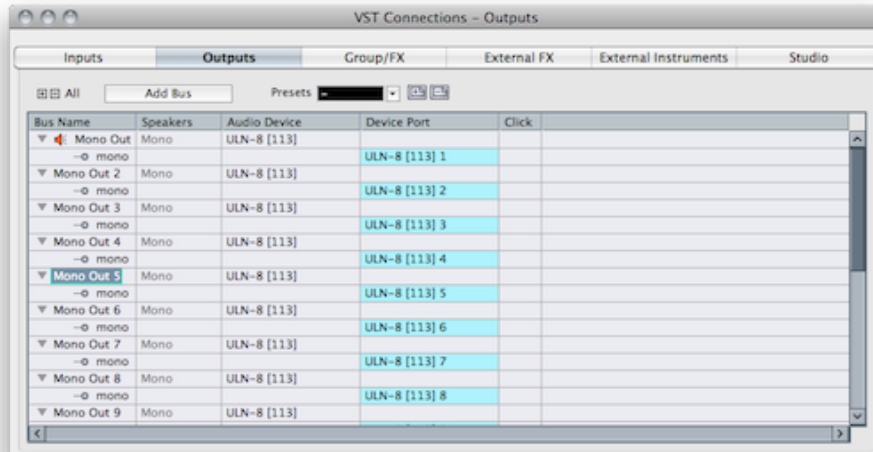 VST Connections – Outputs
Inputs Outputs Group/FX External FX External Instruments Studio
All Add Bus Presets -
Bus Name Speakers Audio Device Device Port Click
Mono Out Mono ULN-8 [113]
mono ULN-8 [113] 1
Mono Out 2 Mono ULN-8 [113]
mono ULN-8 [113] 2
Mono Out 3 Mono ULN-8 [113]
mono ULN-8 [113] 3
Mono Out 4 Mono ULN-8 [113]
mono ULN-8 [113] 4
Mono Out 5 Mono ULN-8 [113]
mono ULN-8 [113] 5
Mono Out 6 Mono ULN-8 [113]
mono ULN-8 [113] 6
Mono Out 7 Mono ULN-8 [113]
mono ULN-8 [113] 7
Mono Out 8 Mono ULN-8 [113]
mono ULN-8 [113] 8
Mono Out 9 Mono ULN-8 [113]